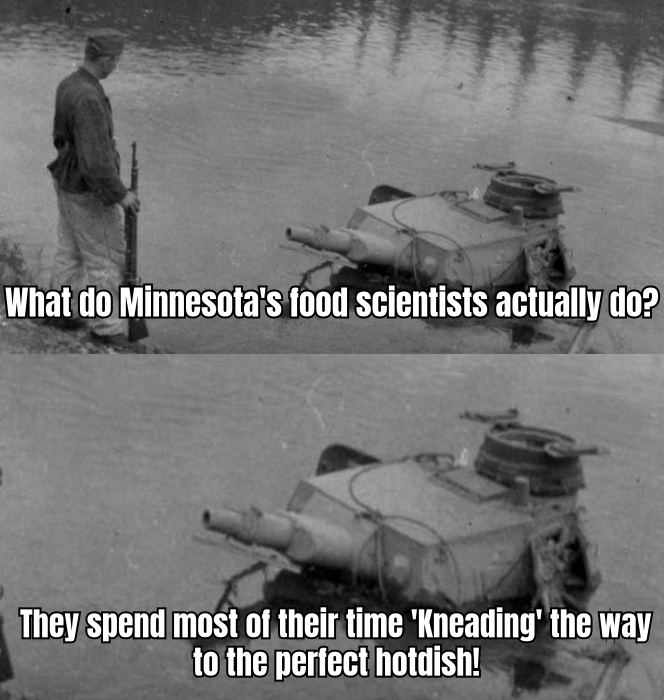 What do Minnesota's food scientists actually do?
They spend most of their time 'Kneading' the way
to the perfect hotdish!